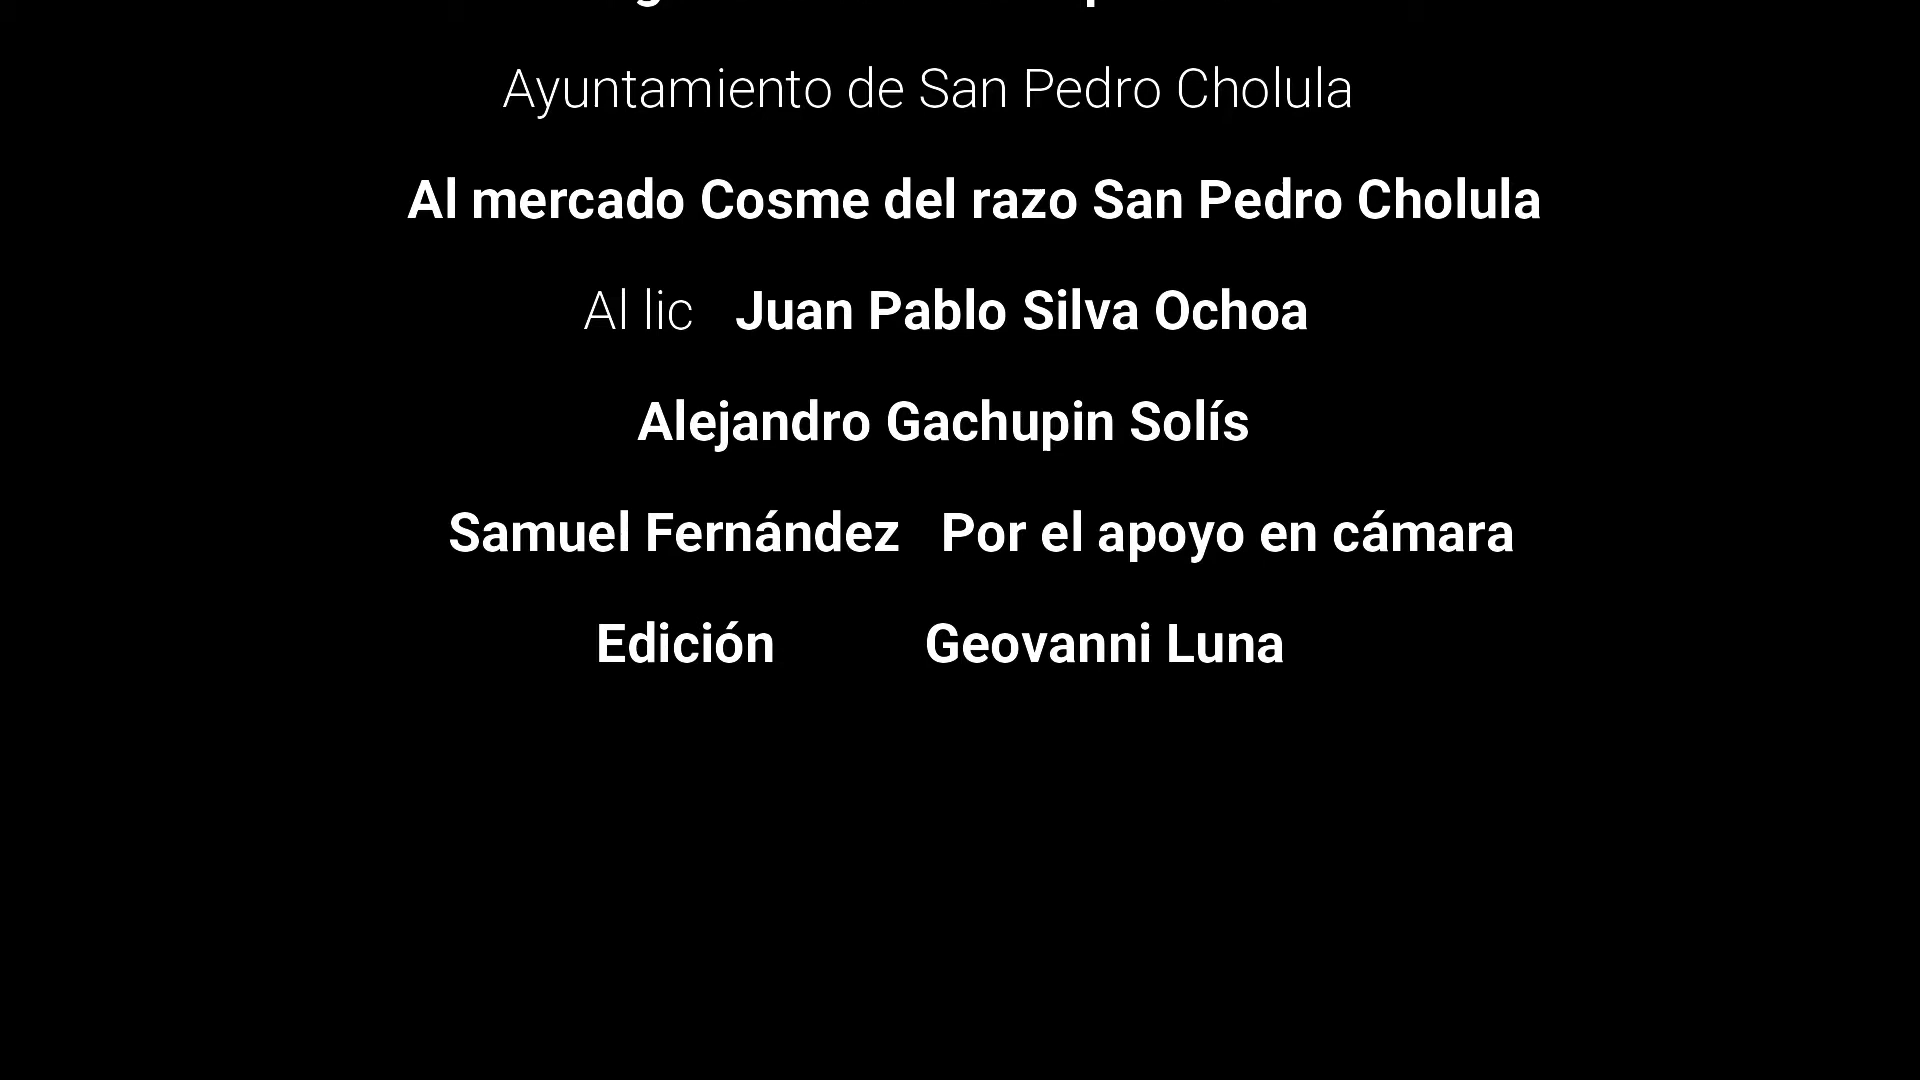 Ayuntamiento de San Pedro Cholula
Al mercado Cosme del razo San Pedro Cholula
Al lic Juan Pablo Silva Ochoa
Alejandro Gachupin Solís
Samuel Fernández Por el apoyo en cámara
Edición Geovanni Luna